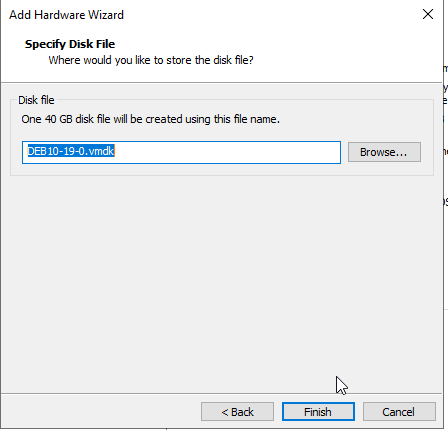 Add Hardware Wizard
Specify Disk File
Where would you like to store the disk file?
Disk file
One 40 GB disk file will be created using this file name.
DEB10-19-0.vmdk
Browse...
< Back
Finish
Cancel